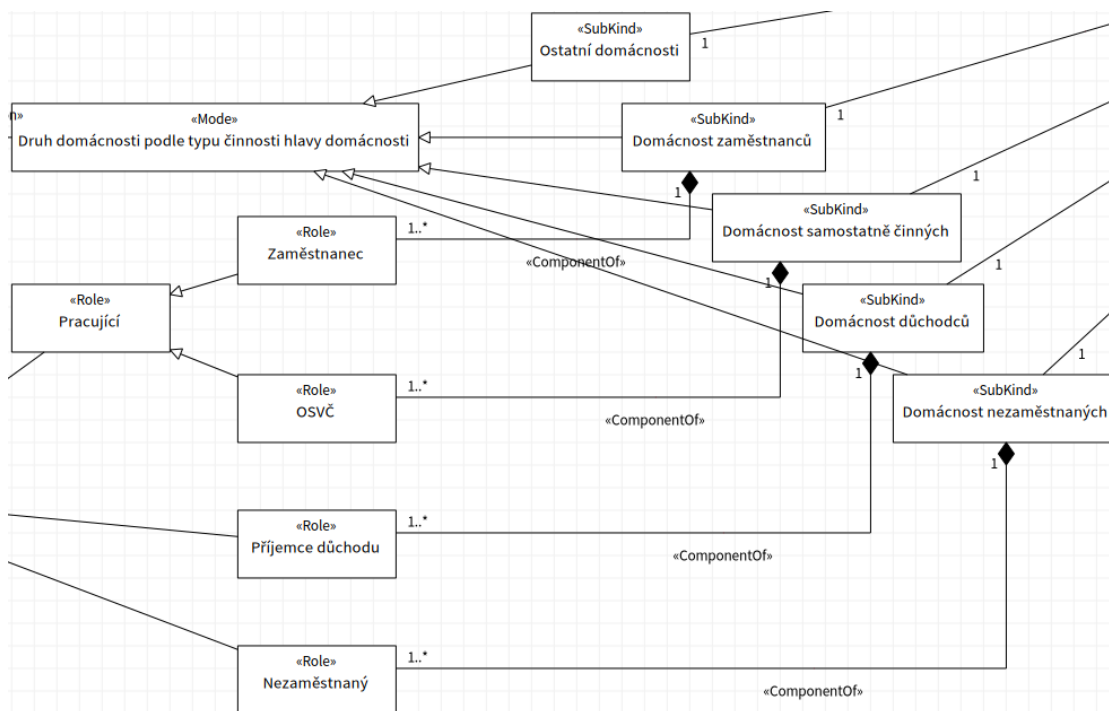 «SubKind»
Ostatní domácnosti
1
n»
«Mode»
Druh domácnosti podle typu činnosti hlavy domácnosti
«SubKind»
Domácnost zaměstnanců
1
1
«SubKind»
Domácnost samostatně činných
1
«Role»
Zaměstnanec
1..*
«ComponentOf»
1
«SubKind»
Domácnost důchodců
1
«Role»
Pracující
1
«SubKind»
Domácnost nezaměstnaných
1
«Role»
OSVČ
1..*
«ComponentOf»
1
«Role»
Příjemce důchodu
1..*
«ComponentOf»
«Role»
Nezaměstnaný
1..*
«ComponentOf»